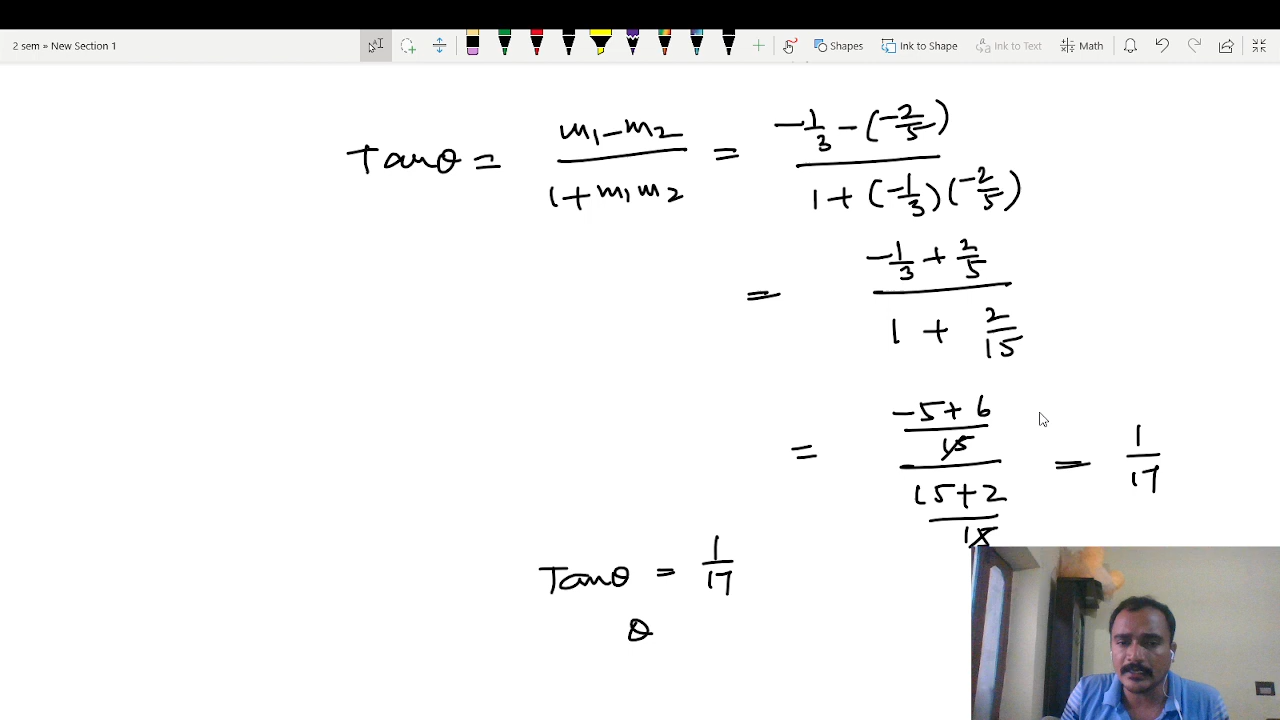 2 sem » New Section 1
Shapes Ink to Shape Ink to Text Math
Tanθ = (m₁-m₂)/(1+m₁m₂) = (-1/3-(-2/5))/(1+(-1/3)(-2/5))
= (-1/3+2/5)/(1+2/15)
= ((-5+6)/15)/((15+2)/15) = 1/17
Tanθ = 1/17
θ